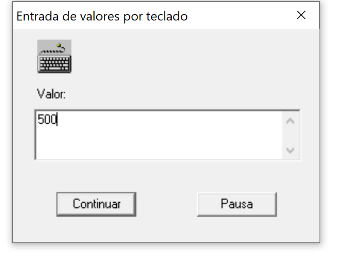 Entrada de valores por teclado
Valor:
500
Continuar
Pausa